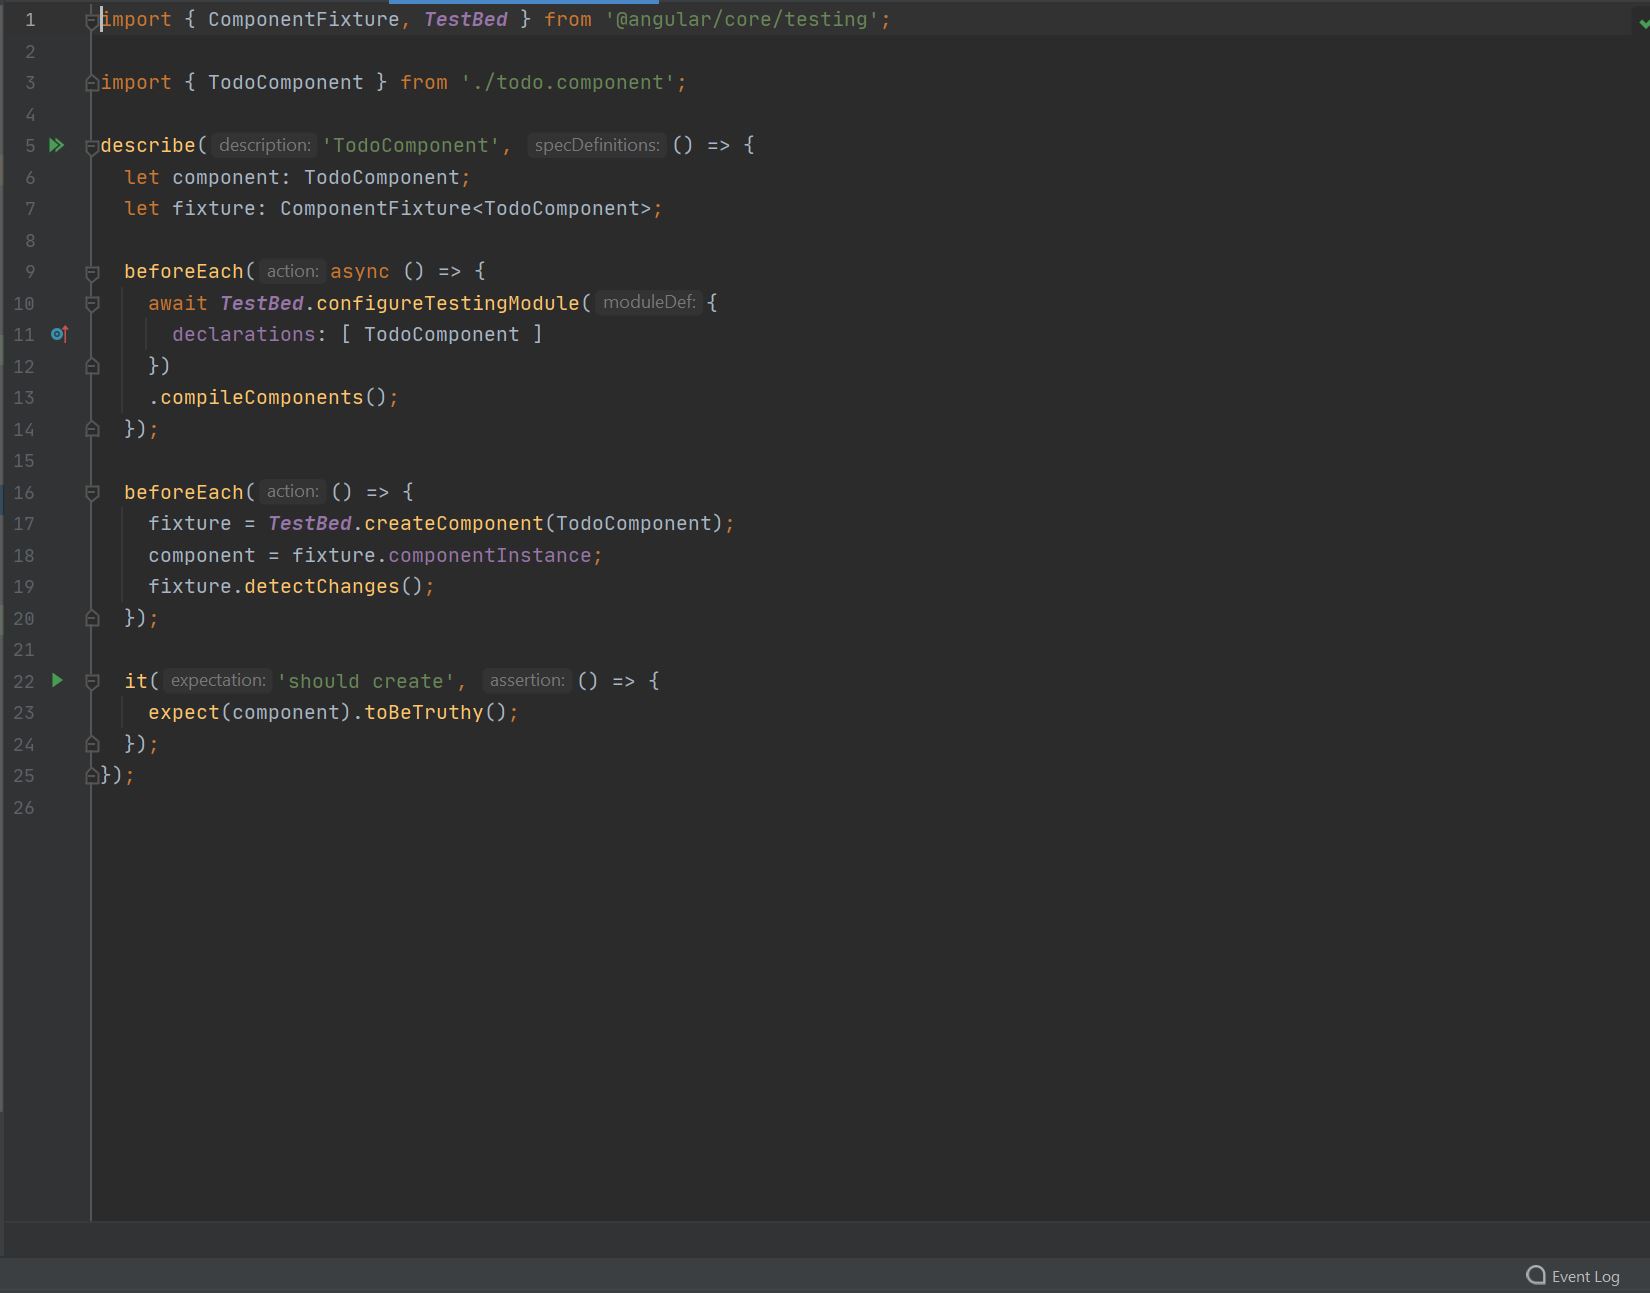 1 import { ComponentFixture, TestBed } from '@angular/core/testing';
2
3 import { TodoComponent } from './todo.component';
4
5 describe( description: 'TodoComponent', specDefinitions: () => {
6   let component: TodoComponent;
7   let fixture: ComponentFixture<TodoComponent>;
8
9   beforeEach( action: async () => {
10     await TestBed.configureTestingModule( moduleDef: {
11       declarations: [ TodoComponent ]
12     })
13     .compileComponents();
14   });
15
16   beforeEach( action: () => {
17     fixture = TestBed.createComponent(TodoComponent);
18     component = fixture.componentInstance;
19     fixture.detectChanges();
20   });
21
22   it( expectation: 'should create', assertion: () => {
23     expect(component).toBeTruthy();
24   });
25 });
26
Event Log